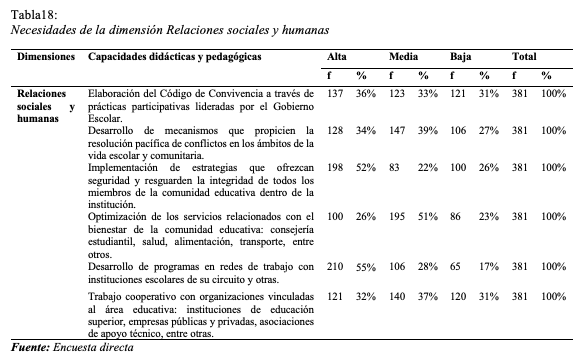 Tabla18:
Necesidades de la dimensión Relaciones sociales y humanas
Dimensiones Capacidades didácticas y pedagógicas Alta Media Baja Total
f % f % f % f %
Relaciones sociales y humanas
Elaboración del Código de Convivencia a través de 137 36% 123 33% 121 31% 381 100%
prácticas participativas lideradas por el Gobierno
Escolar.
Desarrollo de mecanismos que propicien la 128 34% 147 39% 106 27% 381 100%
resolución pacífica de conflictos en los ámbitos de la
vida escolar y comunitaria.
Implementación de estrategias que ofrezcan 198 52% 83 22% 100 26% 381 100%
seguridad y resguarden la integridad de todos los
miembros de la comunidad educativa dentro de la
institución.
Optimización de los servicios relacionados con el 100 26% 195 51% 86 23% 381 100%
bienestar de la comunidad educativa: consejería
estudiantil, salud, alimentación, transporte, entre
otros.
Desarrollo de programas en redes de trabajo con 210 55% 106 28% 65 17% 381 100%
instituciones escolares de su circuito y otras.
Trabajo cooperativo con organizaciones vinculadas 121 32% 140 37% 120 31% 381 100%
al área educativa: instituciones de educación
superior, empresas públicas y privadas, asociaciones
de apoyo técnico, entre otras.
Fuente: Encuesta directa